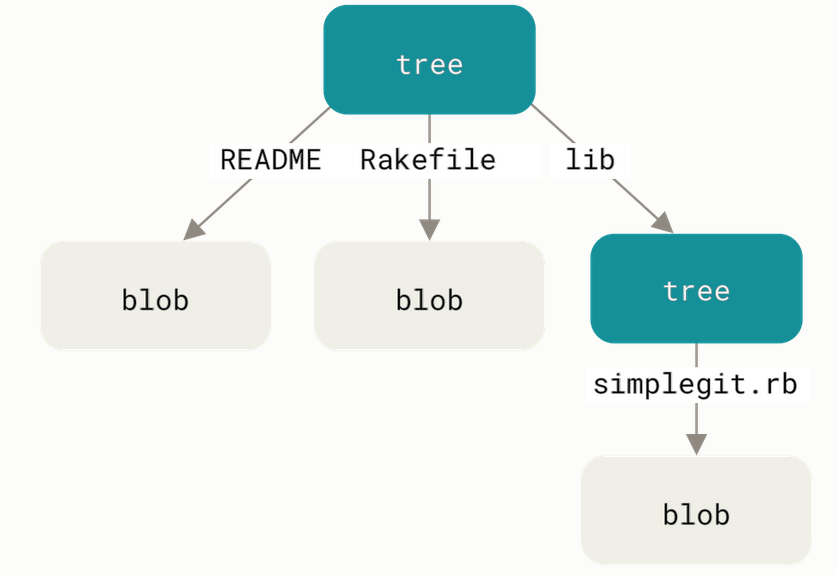 tree
README Rakefile lib
blob blob tree
simplegit.rb
blob